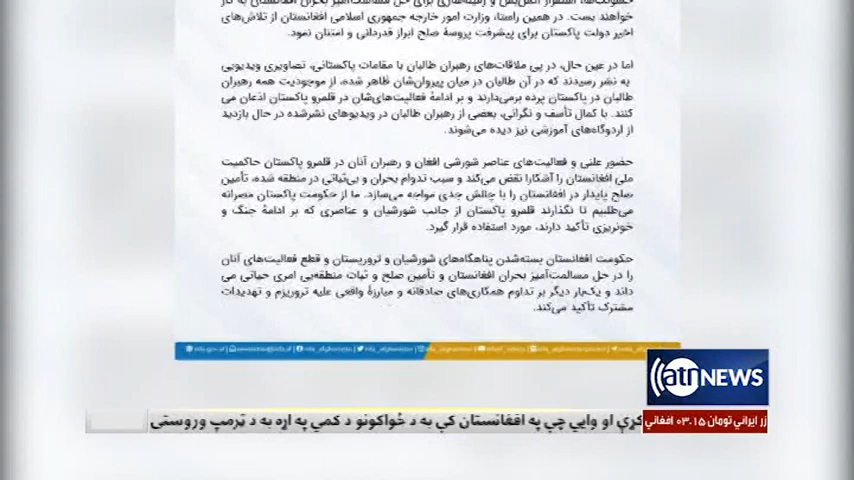 خواهند بست. در همین راستا، وزارت امور خارجه جمهوری اسلامی افغانستان از تلاش‌های
اخیر دولت پاکستان برای پیشرفت پروسهٔ صلح ابراز قدردانی و امتنان نمود.
اما در عین حال، در پی ملاقات‌های رهبران طالبان با مقامات پاکستانی، تصاویری ویدیویی
به نشر رسیدند که در آن طالبان در میان پیروان‌شان ظاهر شده، از موجودیت همه رهبران
طالبان در پاکستان پرده برمی‌دارند و بر ادامهٔ فعالیت‌های‌شان در قلمرو پاکستان اذعان می
کنند. با کمال تأسف و نگرانی، بعضی از رهبران طالبان در ویدیوهای نشرشده در حال بازدید
از اردوگاه‌های آموزشی نیز دیده می‌شوند.
حضور علنی و فعالیت‌های عناصر شورشی افغان و رهبران آنان در قلمرو پاکستان حاکمیت
ملی افغانستان را آشکارا نقض می‌کند و سبب تداوم بحران و بی‌ثباتی در منطقه شده، تأمین
صلح پایدار در افغانستان را با چالش جدی مواجه می‌سازد. ما از حکومت پاکستان مصرانه
می‌طلبیم تا نگذارند قلمرو پاکستان از جانب شورشیان و عناصری که بر ادامهٔ جنگ و
خونریزی تأکید دارند، مورد استفاده قرار گیرد.
حکومت افغانستان بسته‌شدن پناهگاه‌های شورشیان و تروریستان و قطع فعالیت‌های آنان
را در حل مسالمت‌آمیز بحران افغانستان و تأمین صلح و ثبات منطقه‌یی امری حیاتی می
داند و یک‌بار دیگر بر تداوم همکاری‌های صادقانه و مبارزهٔ واقعی علیه تروریزم و تهدیدات
مشترک تأکید می‌کند.
atn NEWS
کړې او وايي چې په افغانستان کې به د ځواکونو د کمي په اړه به د ټرمپ وروستی
زر ایراني تومان ۰۳.۱۵ افغاني